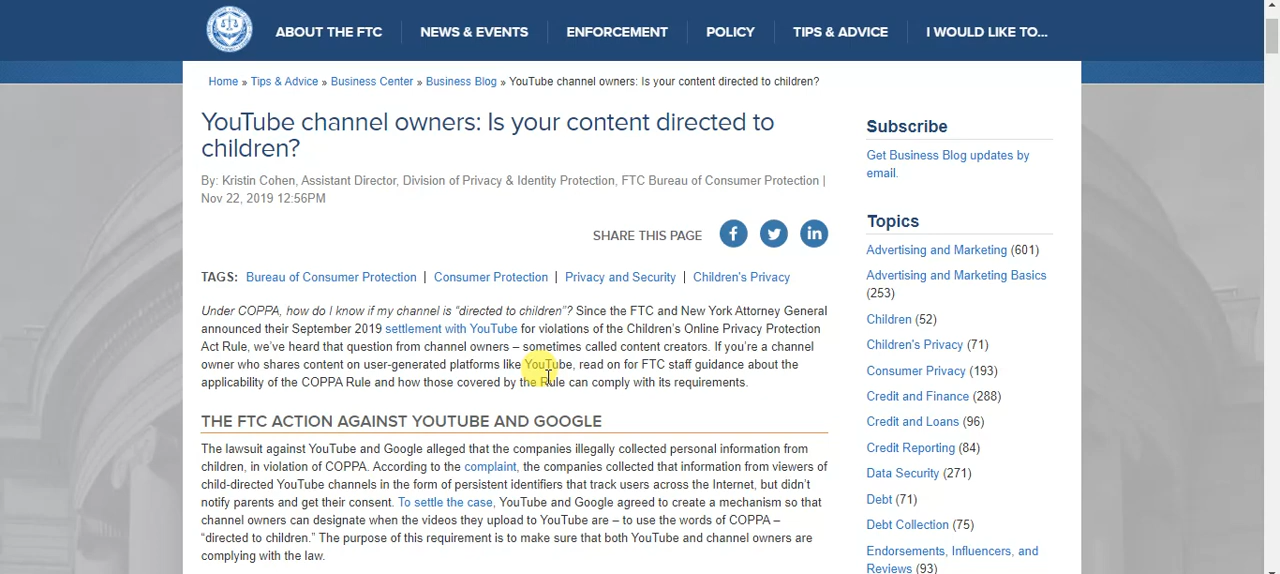 ABOUT THE FTC
NEWS & EVENTS
ENFORCEMENT
POLICY
TIPS & ADVICE
I WOULD LIKE TO...
Home » Tips & Advice » Business Center » Business Blog » YouTube channel owners: Is your content directed to children?
YouTube channel owners: Is your content directed to
children?
By: Kristin Cohen, Assistant Director, Division of Privacy & Identity Protection, FTC Bureau of Consumer Protection |
Nov 22, 2019 12:56PM
SHARE THIS PAGE
TAGS: Bureau of Consumer Protection | Consumer Protection | Privacy and Security | Children's Privacy
Under COPPA, how do I know if my channel is “directed to children”? Since the FTC and New York Attorney General
announced their September 2019 settlement with YouTube for violations of the Children’s Online Privacy Protection
Act Rule, we’ve heard that question from channel owners – sometimes called content creators. If you’re a channel
owner who shares content on user-generated platforms like YouTube, read on for FTC staff guidance about the
applicability of the COPPA Rule and how those covered by the Rule can comply with its requirements.
THE FTC ACTION AGAINST YOUTUBE AND GOOGLE
The lawsuit against YouTube and Google alleged that the companies illegally collected personal information from
children, in violation of COPPA. According to the complaint, the companies collected that information from viewers of
child-directed YouTube channels in the form of persistent identifiers that track users across the Internet, but didn’t
notify parents and get their consent. To settle the case, YouTube and Google agreed to create a mechanism so that
channel owners can designate when the videos they upload to YouTube are – to use the words of COPPA –
“directed to children.” The purpose of this requirement is to make sure that both YouTube and channel owners are
complying with the law.
Subscribe
Get Business Blog updates by
email.
Topics
Advertising and Marketing (601)
Advertising and Marketing Basics
(253)
Children (52)
Children's Privacy (71)
Consumer Privacy (193)
Credit and Finance (288)
Credit and Loans (96)
Credit Reporting (84)
Data Security (271)
Debt (71)
Debt Collection (75)
Endorsements, Influencers, and
Reviews (93)